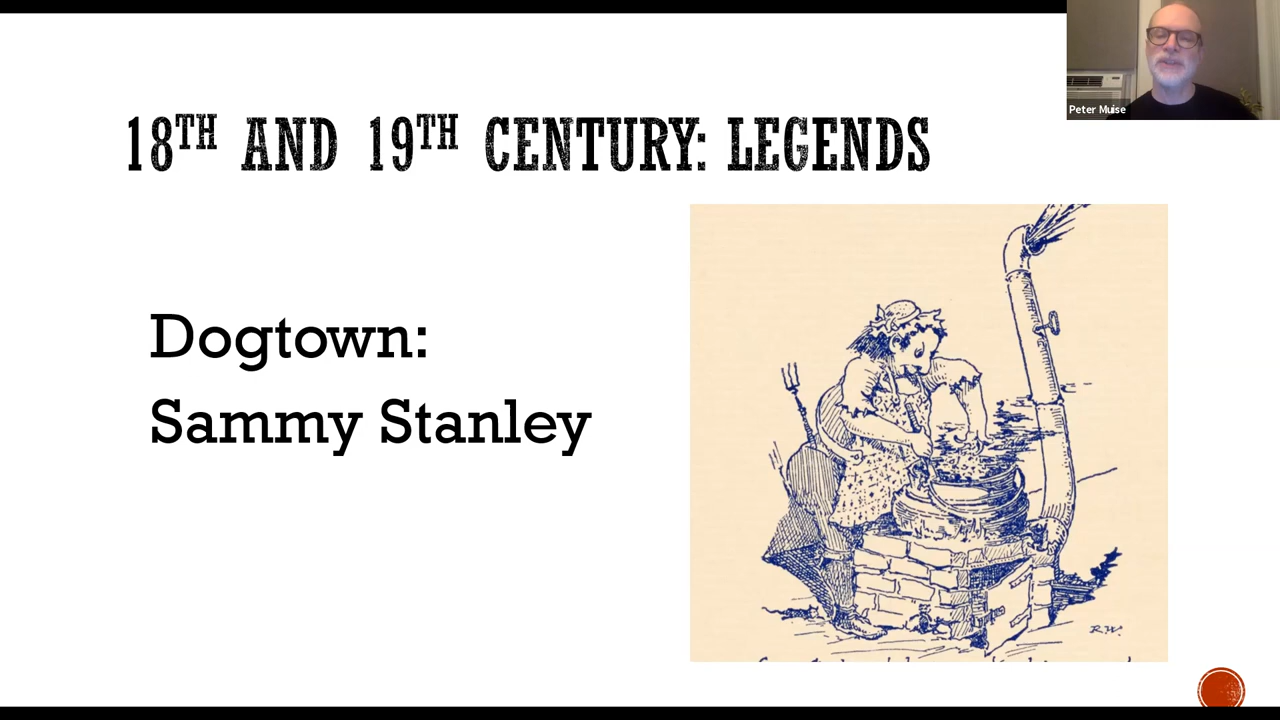 Peter Muise
18TH AND 19TH CENTURY: LEGENDS
Dogtown:
Sammy Stanley
R.W.